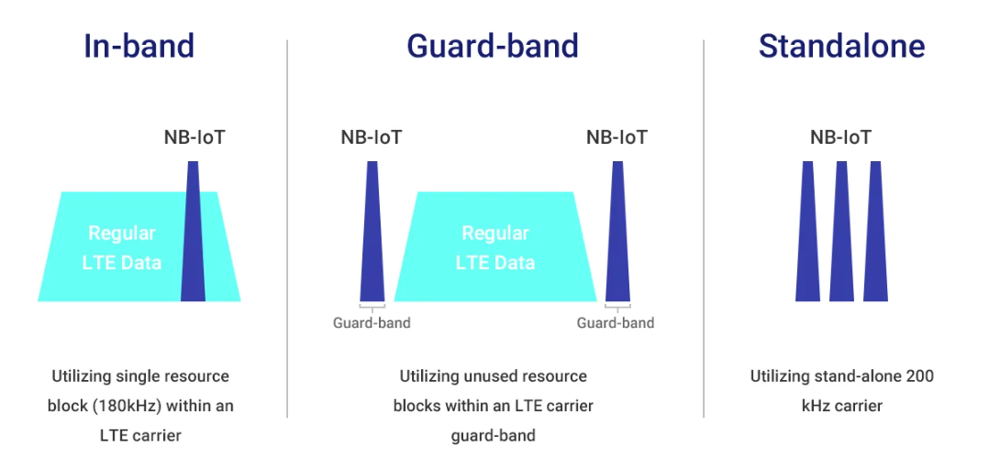 In-band
NB-IoT
Regular
LTE Data
Utilizing single resource
block (180kHz) within an
LTE carrier
Guard-band
NB-IoT
NB-IoT
Regular
LTE Data
Guard-band
Guard-band
Utilizing unused resource
blocks within an LTE carrier
guard-band
Standalone
NB-IoT
Utilizing stand-alone 200
kHz carrier